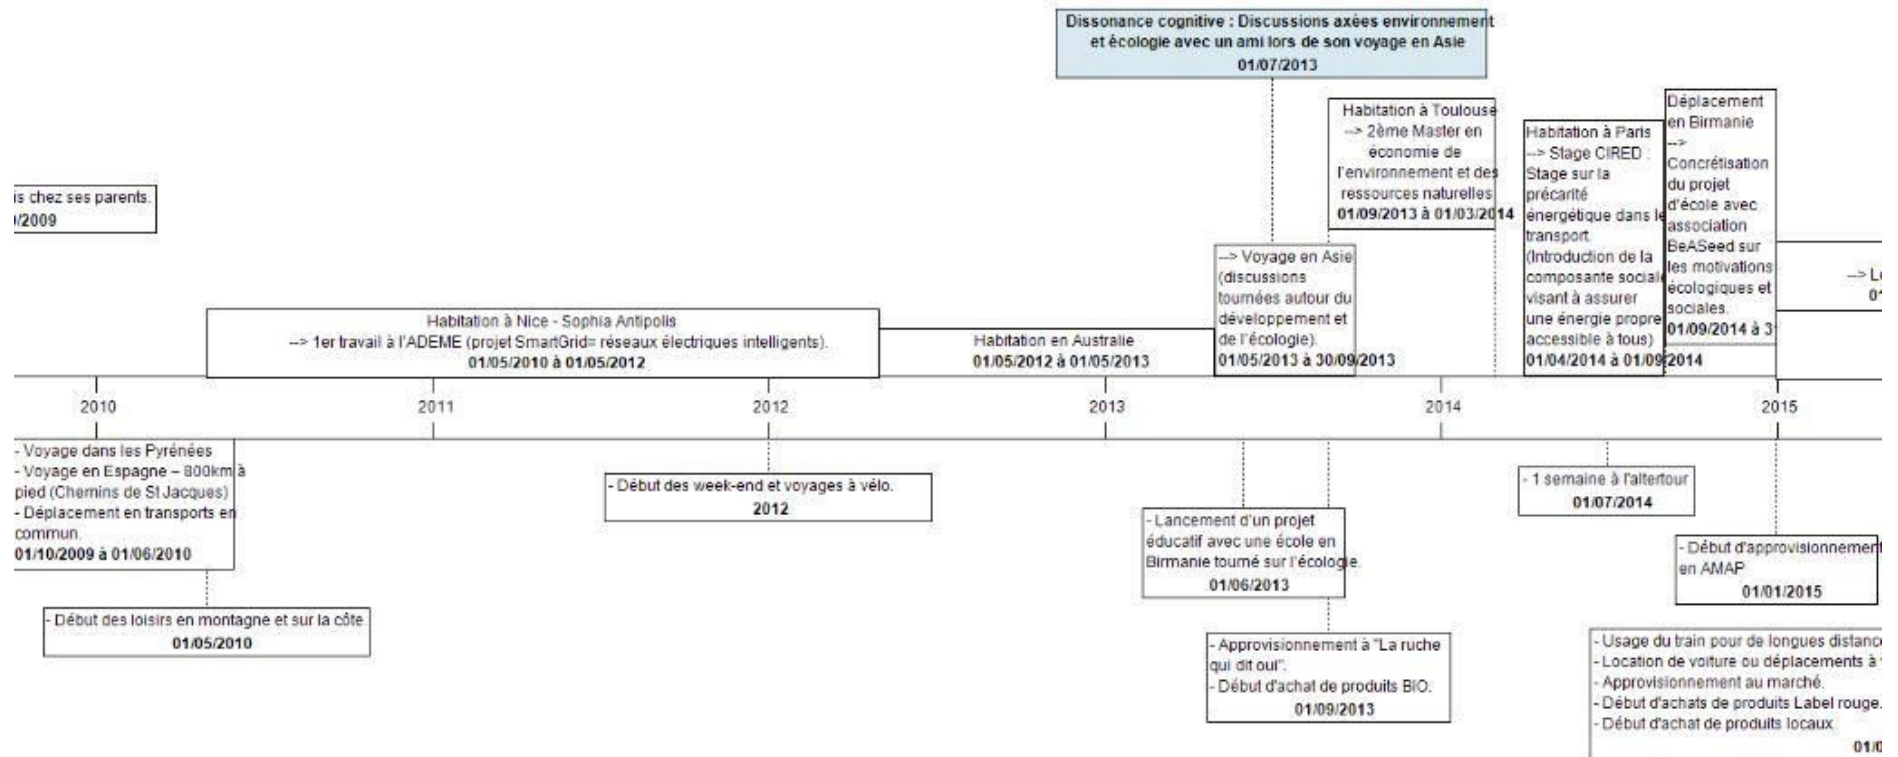 Dissonance cognitive : Discussions axées environnement
et écologie avec un ami lors de son voyage en Asie
01/07/2013
is chez ses parents.
/2009
Habitation à Nice - Sophia Antipolis
--> 1er travail à l'ADEME (projet SmartGrid= réseaux électriques intelligents).
01/05/2010 à 01/05/2012
Habitation en Australie
01/05/2012 à 01/05/2013
--> Voyage en Asie
(discussions
tournées autour du
développement et
de l'écologie).
01/05/2013 à 30/09/2013
Habitation à Toulouse
--> 2ème Master en
économie de
l'environnement et des
ressources naturelles
01/09/2013 à 01/03/2014
Habitation à Paris
--> Stage CIRED :
Stage sur la
précarité
énergétique dans le
transport.
(Introduction de la
composante sociale
visant à assurer
une énergie propre
accessible à tous)
01/04/2014 à 01/09/2014
Déplacement
en Birmanie
-->
Concrétisation
du projet
d'école avec
association
BeASeed sur
les motivations
écologiques et
sociales.
01/09/2014 à 3
--> L
0
2010 2011 2012 2013 2014 2015
- Voyage dans les Pyrénées
- Voyage en Espagne – 800km à
pied (Chemins de St Jacques)
- Déplacement en transports en
commun.
01/10/2009 à 01/06/2010
- Début des loisirs en montagne et sur la côte
01/05/2010
- Début des week-end et voyages à vélo.
2012
- Lancement d'un projet
éducatif avec une école en
Birmanie tourné sur l'écologie.
01/06/2013
- Approvisionnement à "La ruche
qui dit oui".
- Début d'achat de produits BIO.
01/09/2013
- 1 semaine à l'altertour
01/07/2014
- Début d'approvisionnement
en AMAP
01/01/2015
- Usage du train pour de longues distance
- Location de voiture ou déplacements à
- Approvisionnement au marché.
- Début d'achats de produits Label rouge.
- Début d'achat de produits locaux
01/0